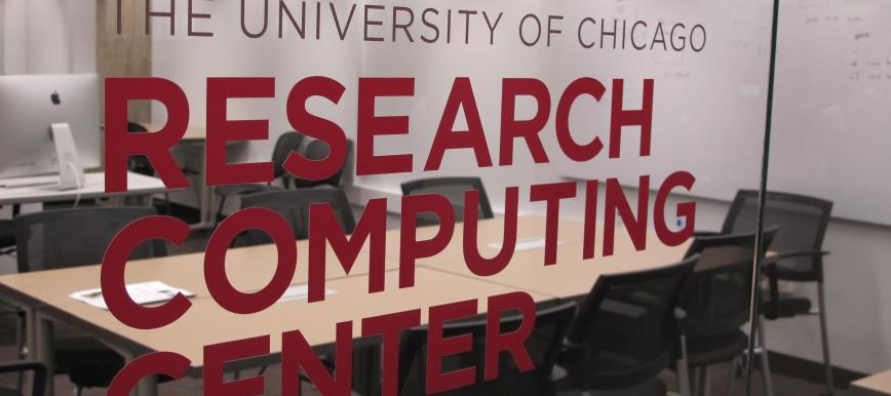 THE UNIVERSITY OF CHICAGO
RESEARCH
COMPUTING
CENTER